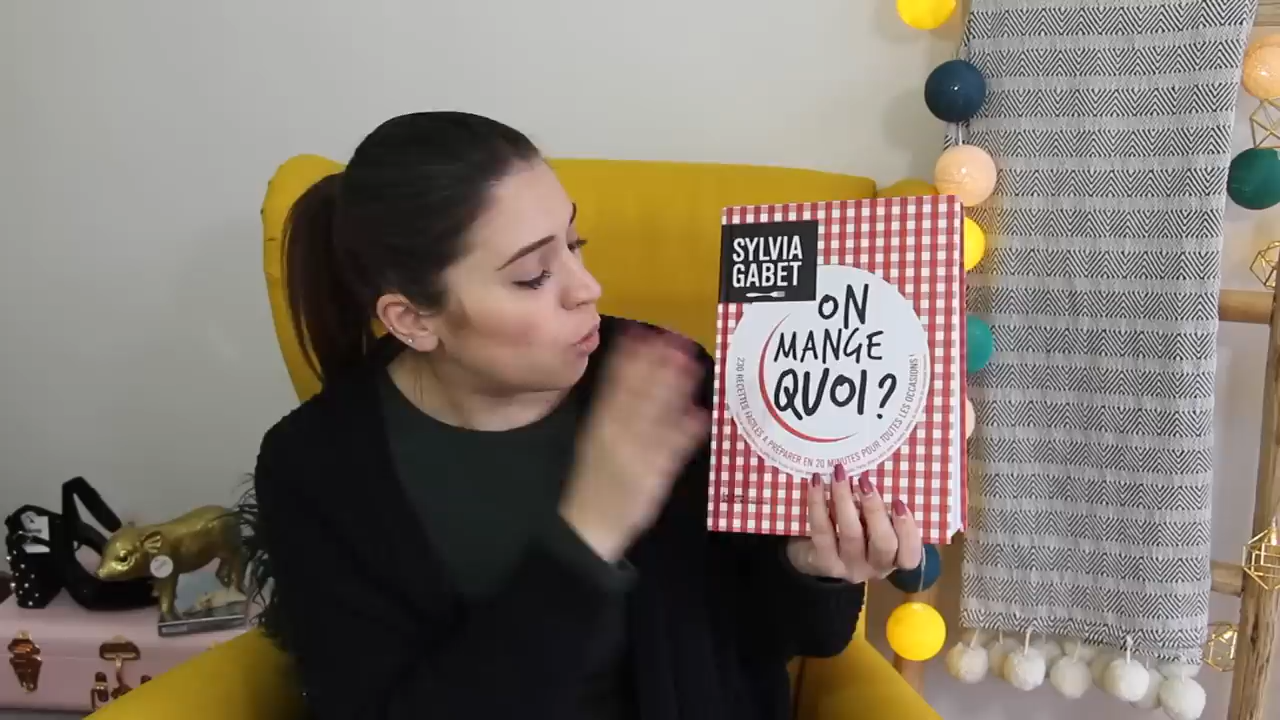 SYLVIA
GABET
ON
MANGE
QUOI?
230 RECETTES FACILES À PRÉPARER EN 20 MINUTES POUR TOUTES LES OCCASIONS !